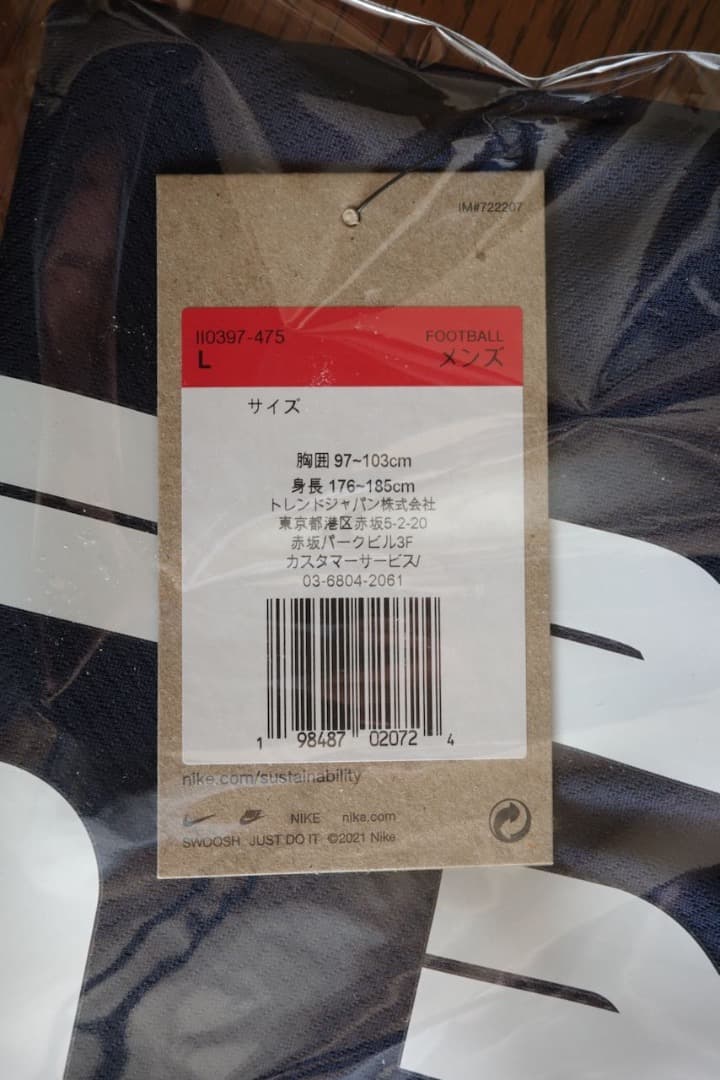 IM#722207
II0397-475
FOOTBALL
L
メンズ
サイズ
胸囲 97~103cm
身長 176~185cm
トレンドジャパン株式会社
東京都港区赤坂5-2-20
赤坂パークビル3F
カスタマーサービス/
03-6804-2061
1 98487 02072 4
nike.com/sustainability
NIKE nike.com
SWOOSH JUST DO IT ©2021 Nike